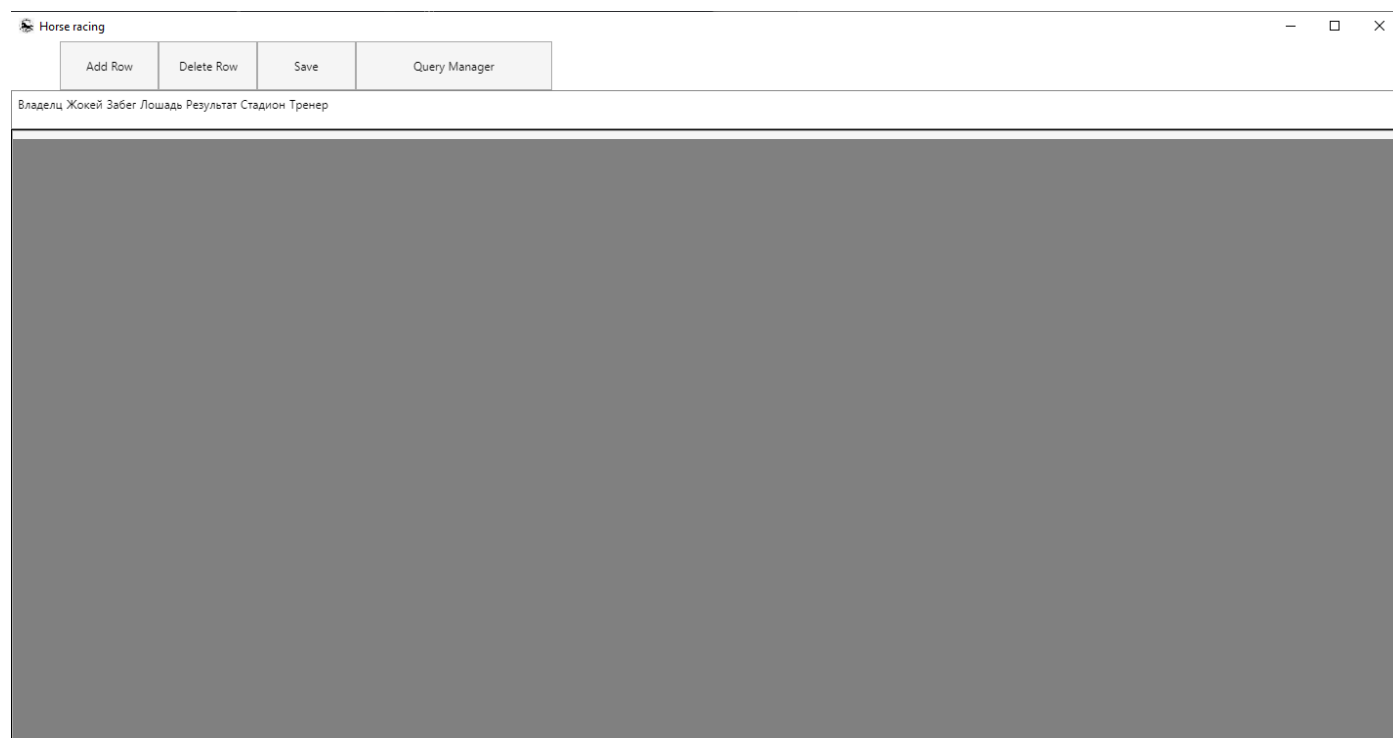 Horse racing
Add Row Delete Row Save Query Manager
Владелц Жокей Забег Лошадь Результат Стадион Тренер